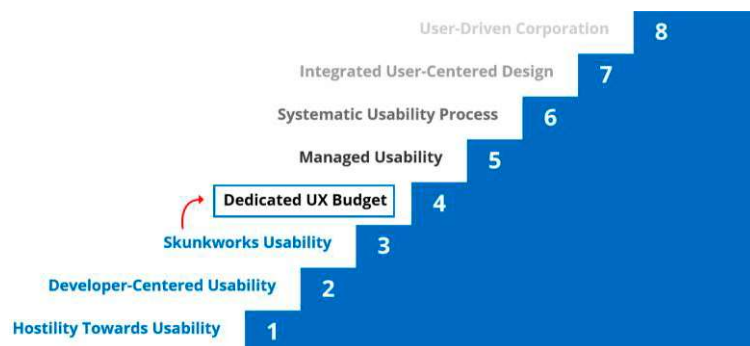 User-Driven Corporation 8
Integrated User-Centered Design 7
Systematic Usability Process 6
Managed Usability 5
Dedicated UX Budget 4
Skunkworks Usability 3
Developer-Centered Usability 2
Hostility Towards Usability 1